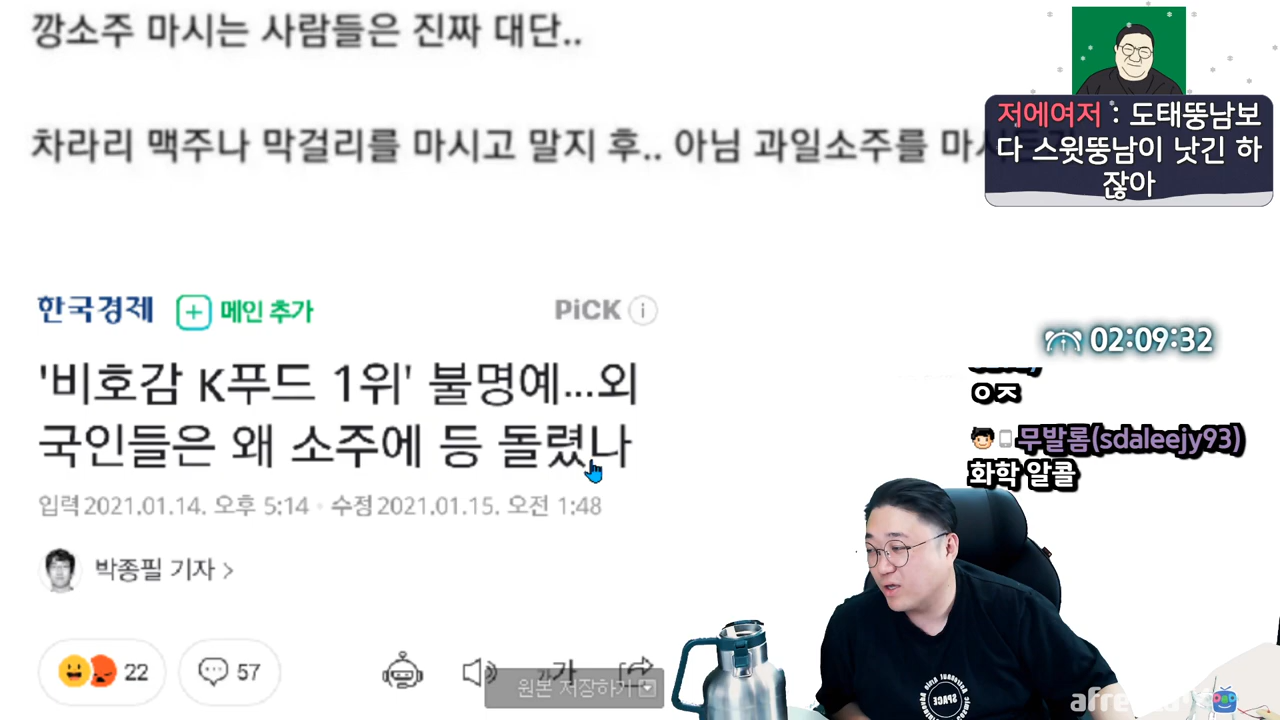 깡소주 마시는 사람들은 진짜 대단..
차라리 맥주나 막걸리를 마시고 말지 후.. 아님 과일소주를 마시
저에여저 : 도태뚱남보
다 스윗뚱남이 낫긴 하
잖아
한국경제 메인 추가 PiCK
'비호감 K푸드 1위' 불명예…외
국인들은 왜 소주에 등 돌렸나
입력 2021.01.14. 오후 5:14 · 수정 2021.01.15. 오전 1:48
박종필 기자 >
22 57 가
원본 저장하기
02:09:32
ㅇㅈ
무발롬(sdaleejy93)
화학 알콜
SPACE